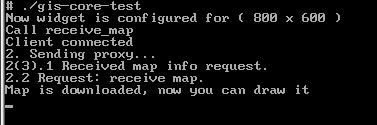 # ./gis-core-test
Now widget is configured for ( 800 x 600 )
Call receive_map
Client connected
2. Sending proxy...
2(3).1 Received map info request.
2.2 Request: receive map.
Map is downloaded, now you can draw it